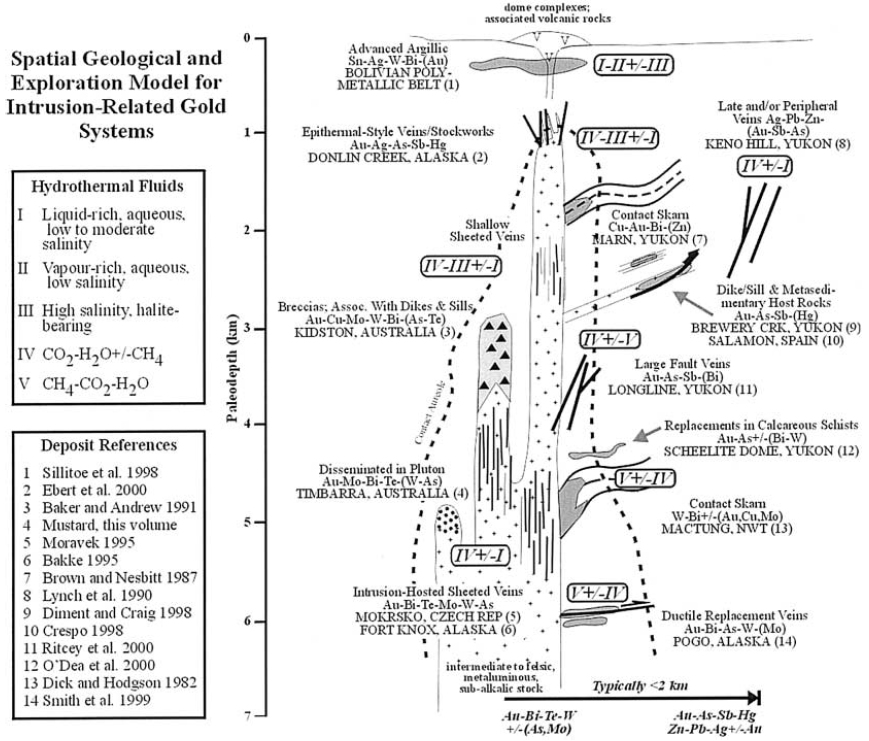 Spatial Geological and
Exploration Model for
Intrusion-Related Gold
Systems
Hydrothermal Fluids
I Liquid-rich, aqueous,
low to moderate
salinity
II Vapour-rich, aqueous,
low salinity
III High salinity, halite-
bearing
IV CO2-H2O+/-CH4
V CH4-CO2-H2O
Deposit References
1 Sillitoe et al. 1998
2 Ebert et al. 2000
3 Baker and Andrew 1991
4 Mustard, this volume
5 Moravek 1995
6 Bakke 1995
7 Brown and Nesbitt 1987
8 Lynch et al. 1990
9 Diment and Craig 1998
10 Crespo 1998
11 Ritcey et al. 2000
12 O`Dea et al. 2000
13 Dick and Hodgson 1982
14 Smith et al. 1999
Paleodepth (km)
0
1
2
3
4
5
6
7
dome complexes;
associated volcanic rocks
V V
V
Advanced Argillic
Sn-Ag-W-Bi-(Au)
BOLIVIAN POLY-
METALLIC BELT (1)
I-II+/-III
Epithermal-Style Veins/Stockworks
Au-Ag-As-Sb-Hg
DONLIN CREEK, ALASKA (2)
IV-III+/-I
Late and/or Peripheral
Veins Ag-Pb-Zn-
(Au-Sb-As)
KENO HILL, YUKON (8)
IV+/-I
Shallow
Sheeted Veins
IV-III+/-I
Contact Skarn
Cu-Au-Bi-(Zn)
MARN, YUKON (7)
Breccias; Assoc. With Dikes & Sills
Au-Cu-Mo-W-Bi-(As-Te)
KIDSTON, AUSTRALIA (3)
Dike/Sill & Metasedi-
mentary Host Rocks
Au-As-Sb-(Hg)
BREWERY CRK, YUKON (9)
SALAMON, SPAIN (10)
IV+/-V
Large Fault Veins
Au-As-Sb-(Bi)
LONGLINE, YUKON (11)
Contact Aureole
Replacements in Calcareous Schists
Au-As+/-(Bi-W)
SCHEELITE DOME, YUKON (12)
Disseminated in Pluton
Au-Mo-Bi-Te-(W-As)
TIMBARRA, AUSTRALIA (4)
V+/-IV
Contact Skarn
W-Bi+/-(Au,Cu,Mo)
MACTUNG, NWT (13)
IV+/-I
Intrusion-Hosted Sheeted Veins
Au-Bi-Te-Mo-W-As
MOKRSKO, CZECH REP (5)
FORT KNOX, ALASKA (6)
V+/-IV
Ductile Replacement Veins
Au-Bi-As-W-(Mo)
POGO, ALASKA (14)
intermediate to felsic,
metaluminous,
sub-alkalic stock
Typically <2 km
Au-Bi-Te-W
+/-(As,Mo)
Au-As-Sb-Hg
Zn-Pb-Ag+/-Au